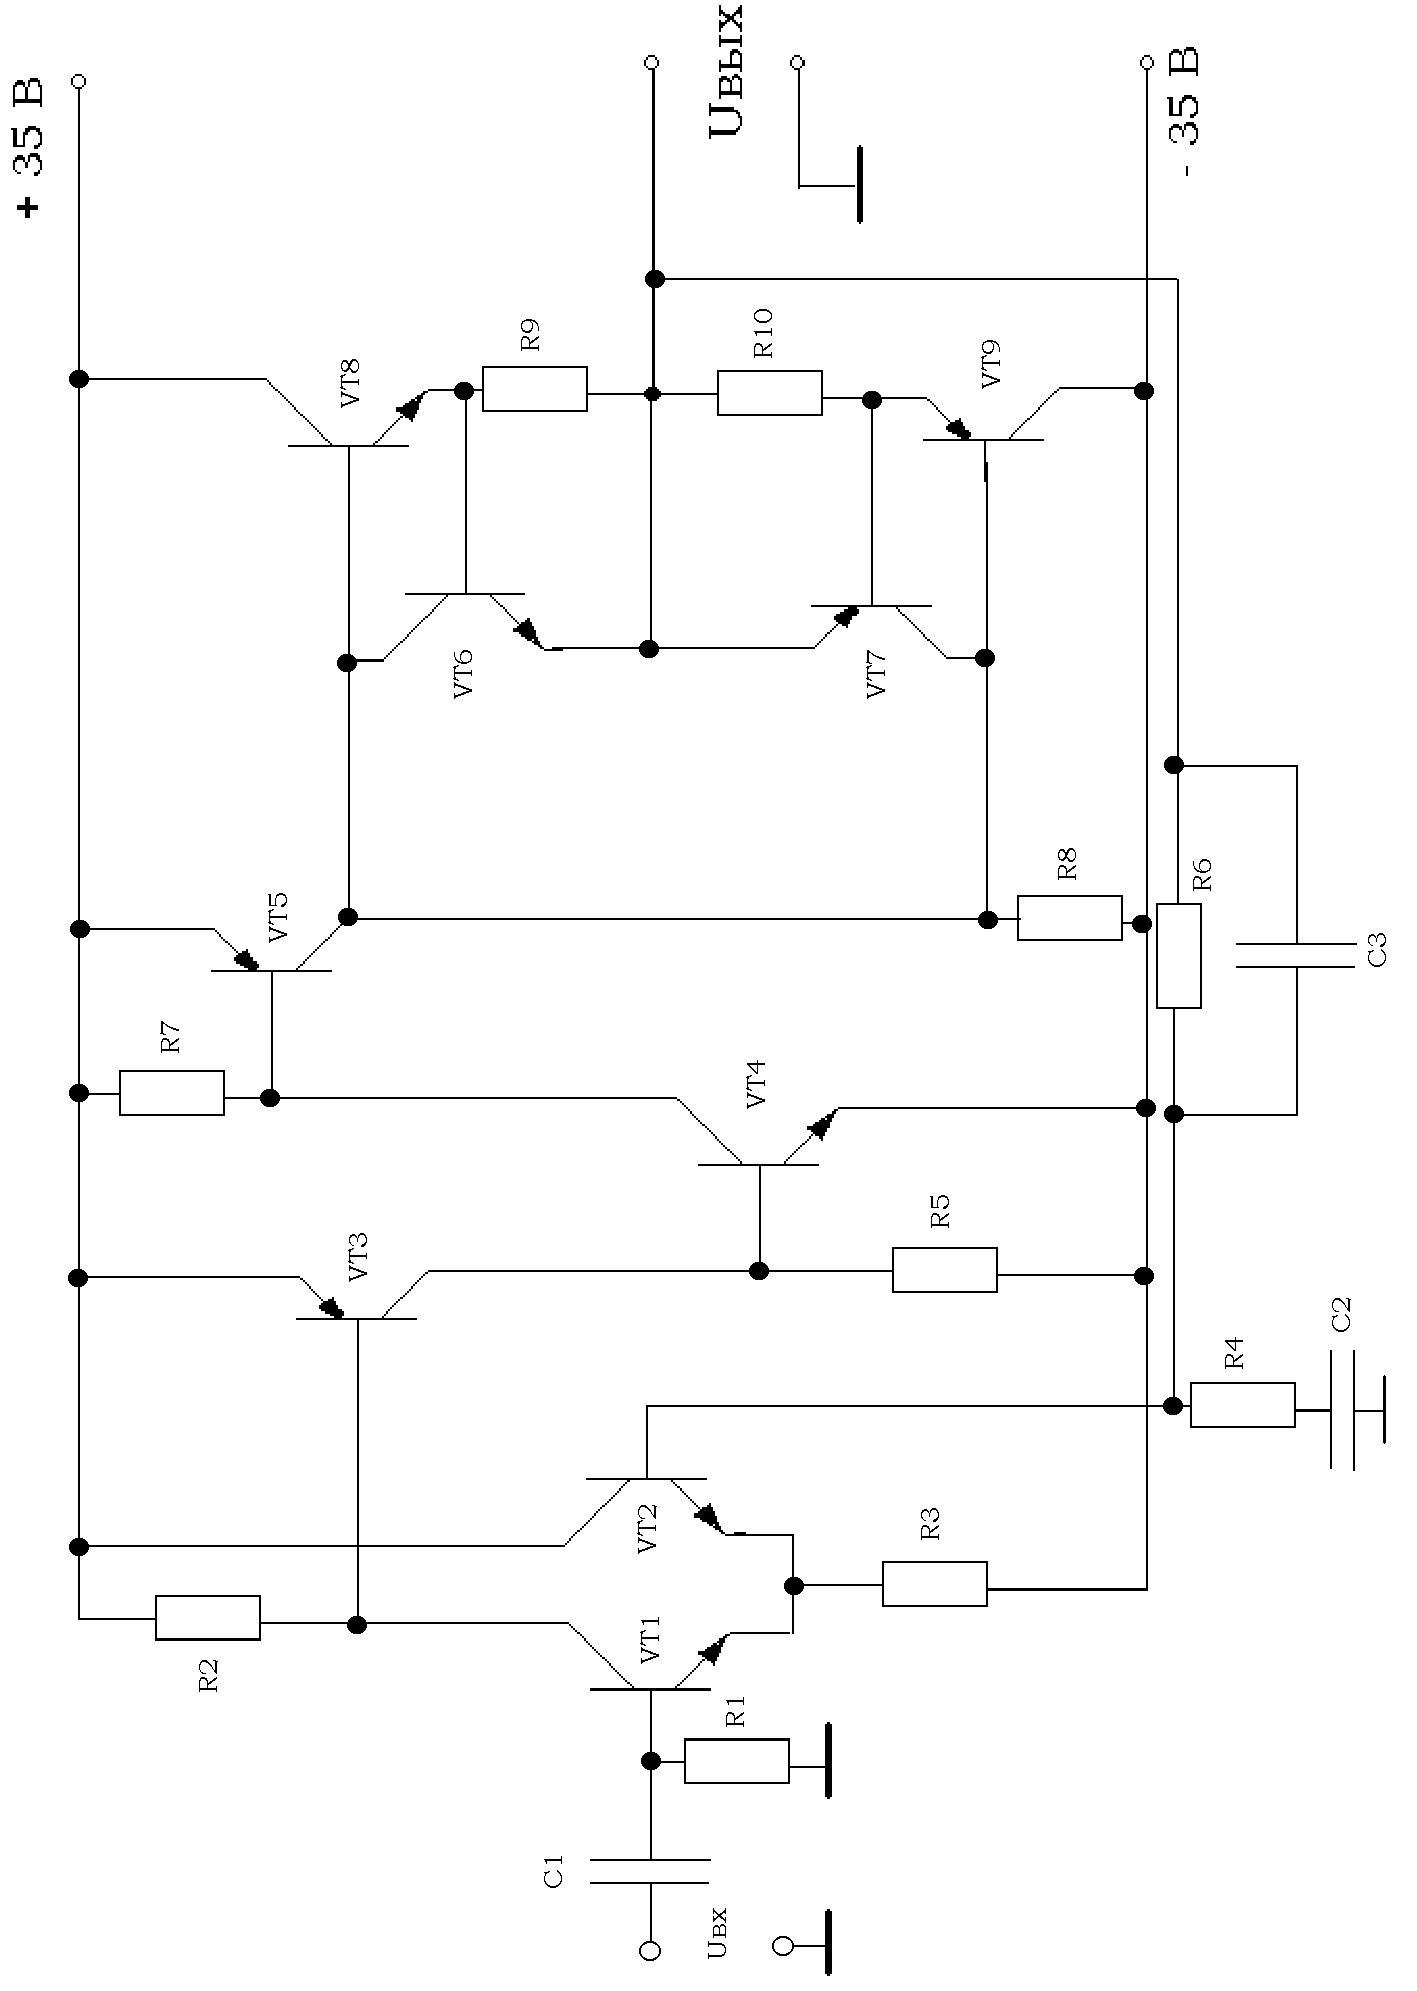 + 35 В
Uвых
- 35 В
VT8
R9
R10
VT9
VT6
VT7
VT5
R8
R6
C3
R7
VT4
VT3
R5
R4
C2
VT2
R3
R2
VT1
R1
C1
Uвх